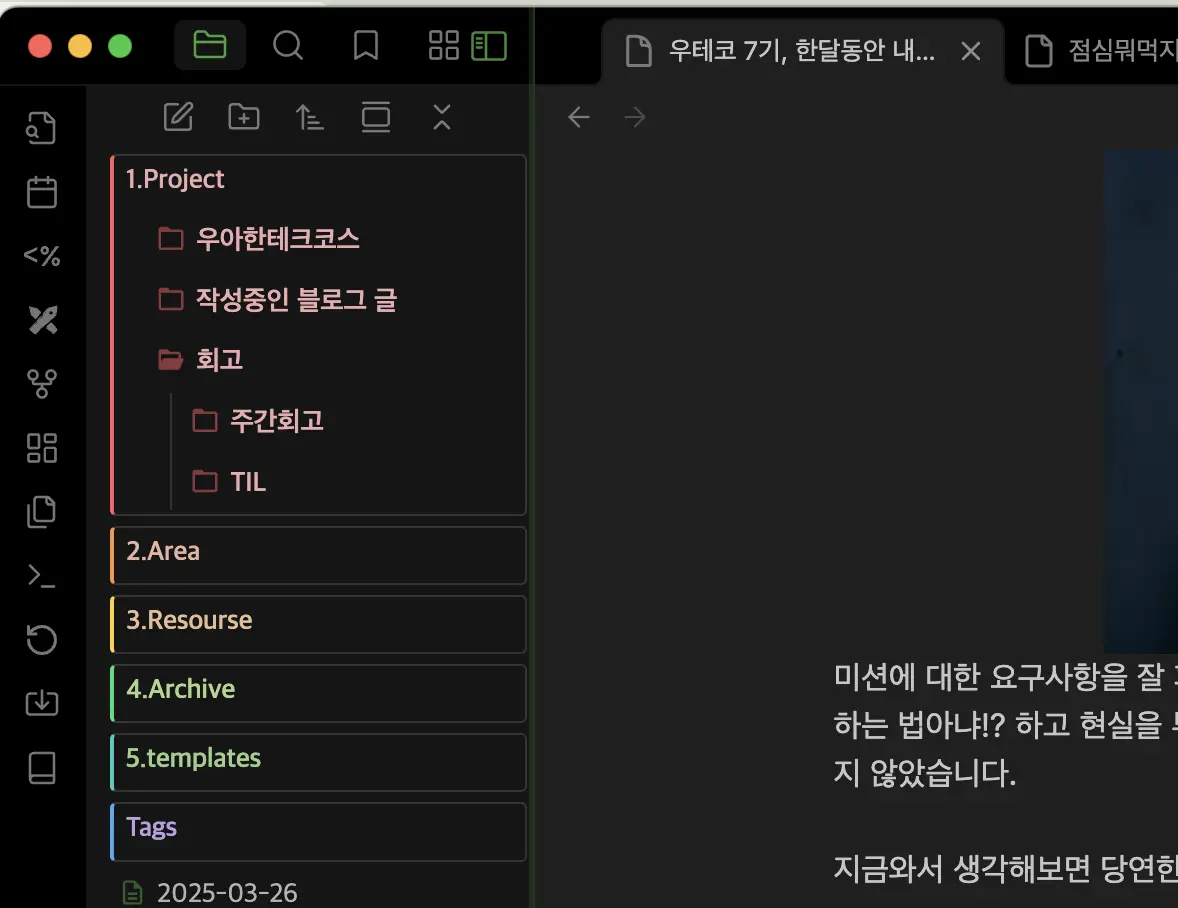 우테코 7기, 한달동안 내...
점심뭐먹지
<%
1.Project
우아한테크코스
작성중인 블로그 글
회고
주간회고
TIL
2.Area
3.Resourse
4.Archive
5.templates
Tags
2025-03-26
미션에 대한 요구사항을 잘
하는 법아냐!? 하고 현실을
지 않았습니다.
지금와서 생각해보면 당연한